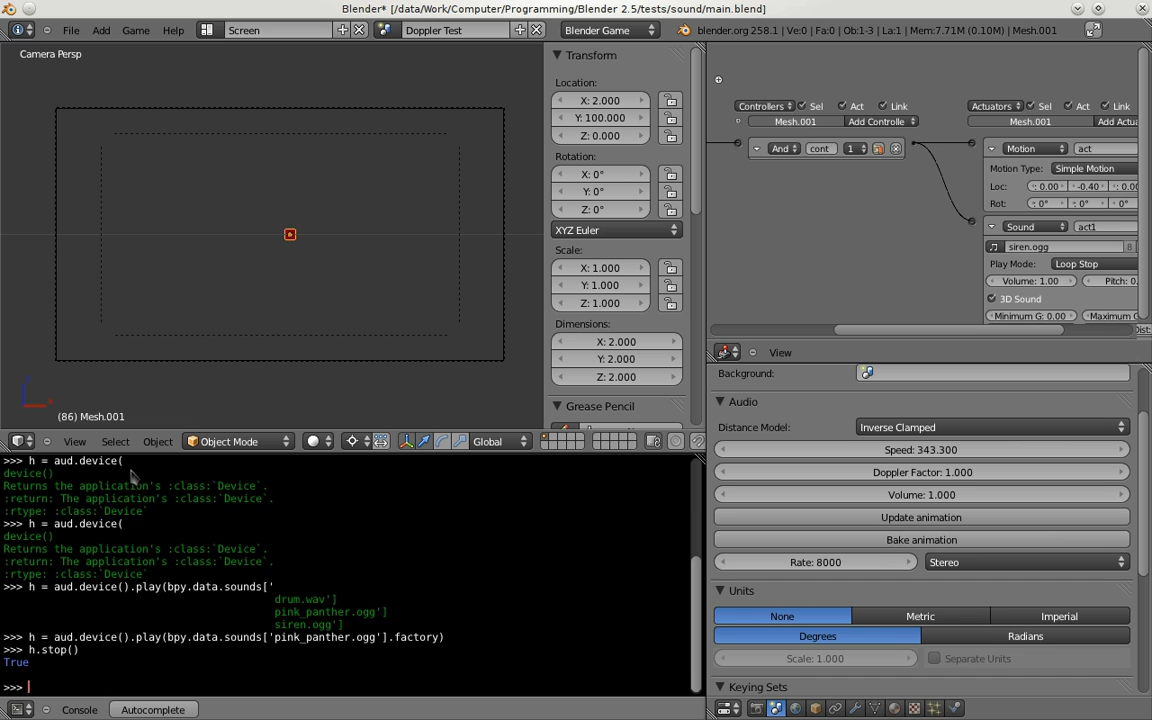 Blender* [/data/Work/Computer/Programming/Blender 2.5/tests/sound/main.blend]
File Add Game Help Screen Doppler Test Blender Game blender.org 258.1 | Ve:0 | Fa:0 | Ob:1-3 | La:1 | Mem:7.71M (0.10M) | Mesh.001
Camera Persp
(86) Mesh.001
Transform
Location:
X: 2.000
Y: 100.000
Z: 0.000
Rotation:
X: 0°
Y: 0°
Z: 0°
XYZ Euler
Scale:
X: 1.000
Y: 1.000
Z: 1.000
Dimensions:
X: 2.000
Y: 2.000
Z: 2.000
Grease Pencil
View Select Object Object Mode Global
Controllers Sel Act Link
Mesh.001 Add Controlle
And cont 1
Actuators Sel Act Link
Mesh.001 Add Actua
Motion act
Motion Type: Simple Motion
Loc: 0.00 -0.40 0.00
Rot: 0° 0° 0°
Sound act1
siren.ogg 8
Play Mode: Loop Stop
Volume: 1.00 Pitch: 0.
3D Sound
Minimum G: 0.00 Maximum G
Dist:
View
>>> h = aud.device(
device()
Returns the application's :class:`Device`.
:return: The application's :class:`Device`.
:rtype: :class:`Device`
>>> h = aud.device(
device()
Returns the application's :class:`Device`.
:return: The application's :class:`Device`.
:rtype: :class:`Device`
>>> h = aud.device().play(bpy.data.sounds['
drum.wav']
pink_panther.ogg']
siren.ogg']
>>> h = aud.device().play(bpy.data.sounds['pink_panther.ogg'].factory)
>>> h.stop()
True
>>>
Console Autocomplete
Background:
Audio
Distance Model: Inverse Clamped
Speed: 343.300
Doppler Factor: 1.000
Volume: 1.000
Update animation
Bake animation
Rate: 8000 Stereo
Units
None Metric Imperial
Degrees Radians
Scale: 1.000 Separate Units
Keying Sets